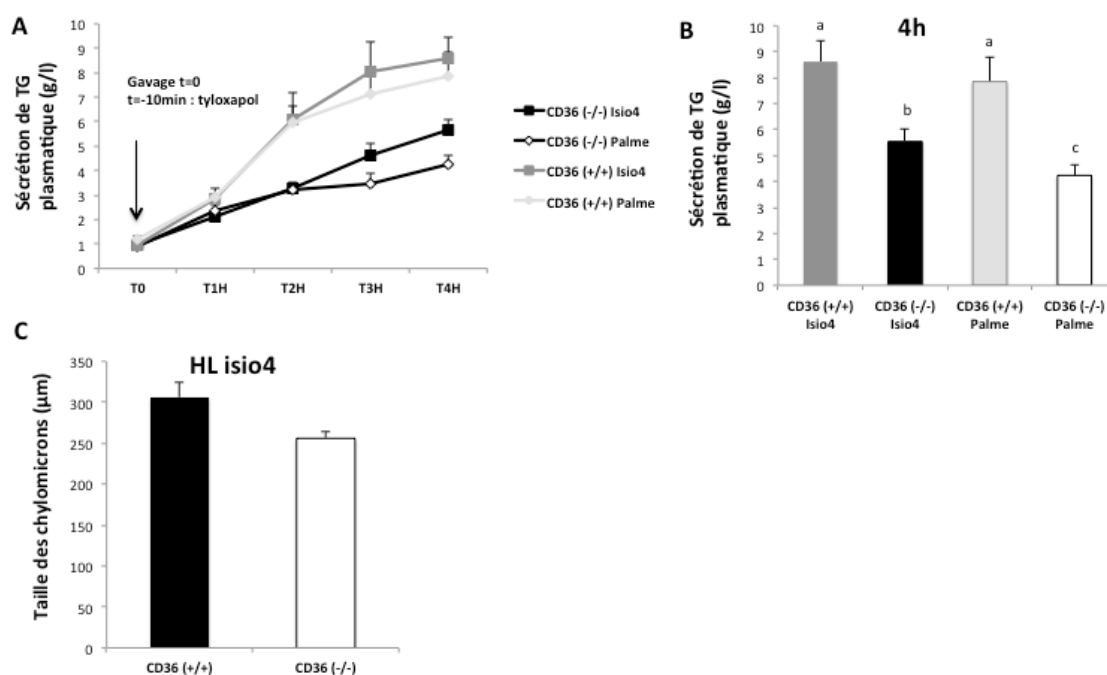 A
Sécrétion de TG
plasmatique (g/l)
10
9
8
7
6
5
4
3
2
1
0
Gavage t=0
t=-10min : tyloxapol
T0
T1H
T2H
T3H
T4H
CD36 (-/-) Isio4
CD36 (-/-) Palme
CD36 (+/+) Isio4
CD36 (+/+) Palme
B
4h
Sécrétion de TG
plasmatique (g/l)
10
9
8
7
6
5
4
3
2
1
0
a
b
a
c
CD36 (+/+)
Isio4
CD36 (-/-)
Isio4
CD36 (+/+)
Palme
CD36 (-/-)
Palme
C
HL isio4
Taille des chylomicrons (µm)
350
300
250
200
150
100
50
0
CD36 (+/+)
CD36 (-/-)